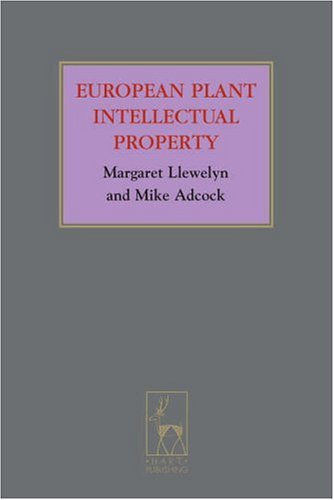 EUROPEAN PLANT
INTELLECTUAL
PROPERTY
Margaret Llewelyn
and Mike Adcock
· HART ·
PUBLISHING